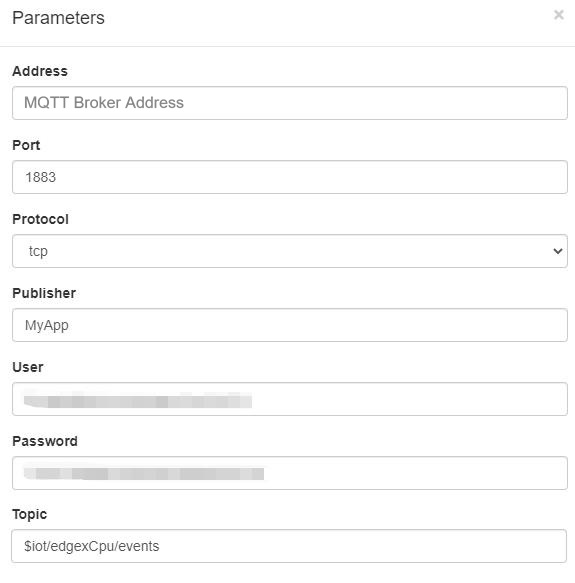 Parameters
×
Address
MQTT Broker Address
Port
1883
Protocol
tcp
Publisher
MyApp
User
Password
Topic
$iot/edgexCpu/events